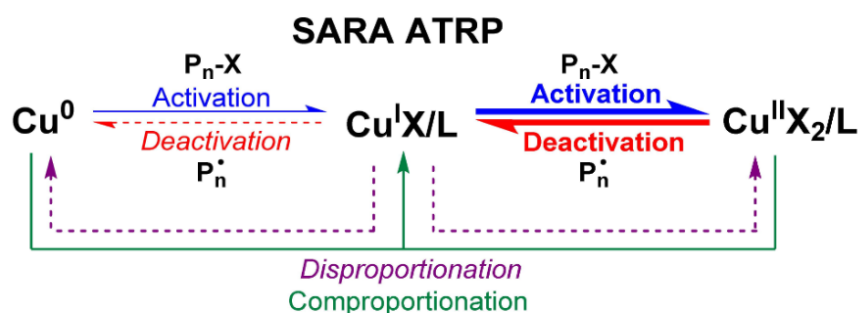 SARA ATRP
Pₙ-X Pₙ-X
Activation Activation
Cu⁰ CuᴵX/L CuᴵᴵX₂/L
Deactivation Deactivation
Pₙ• Pₙ•
Disproportionation
Comproportionation